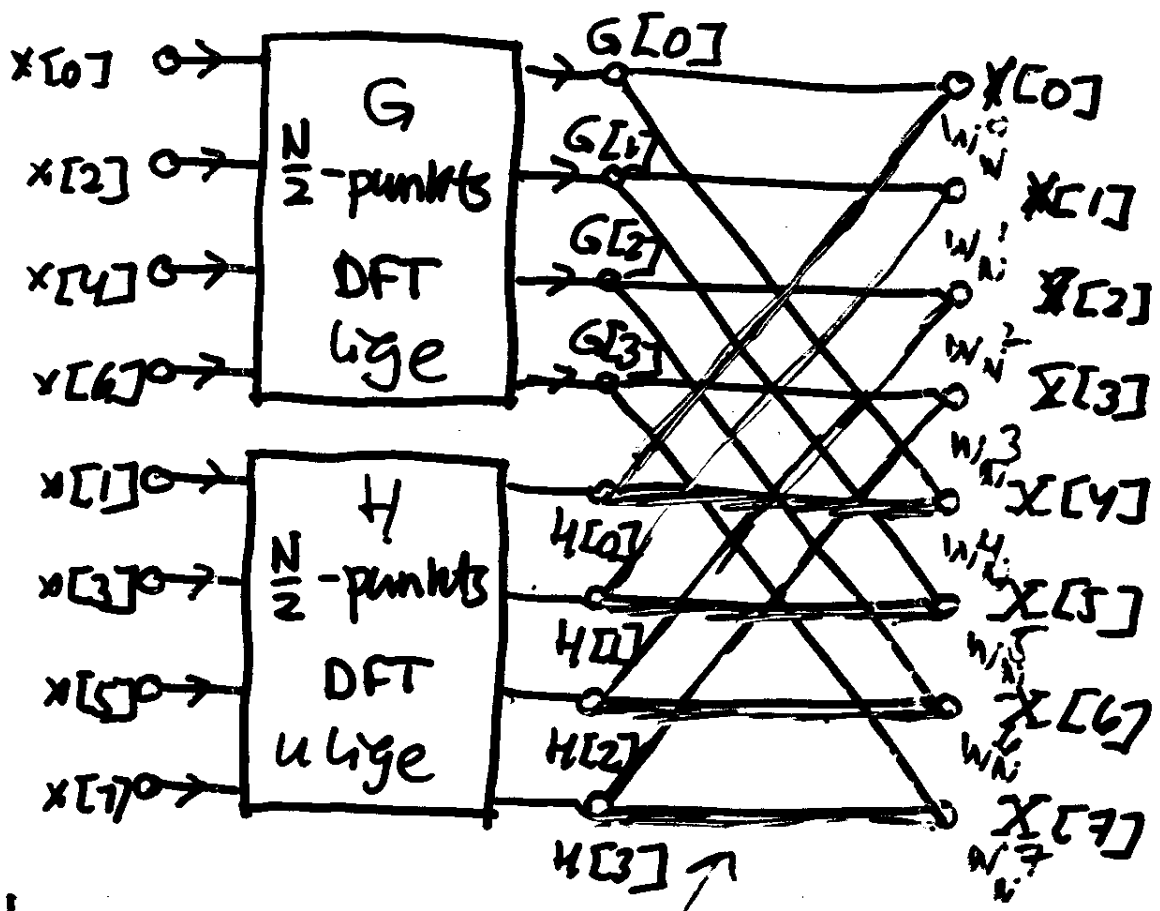 x[0]
x[2]
x[4]
x[6]
x[1]
x[3]
x[5]
x[7]
G
N/2 -punkts
DFT
lige
H
N/2 -punkts
DFT
ulige
G[0]
G[1]
G[2]
G[3]
H[0]
H[1]
H[2]
H[3]
X[0]
W_N^0
X[1]
W_N^1
X[2]
W_N^2
X[3]
W_N^3
X[4]
W_N^4
X[5]
W_N^5
X[6]
W_N^6
X[7]
W_N^7